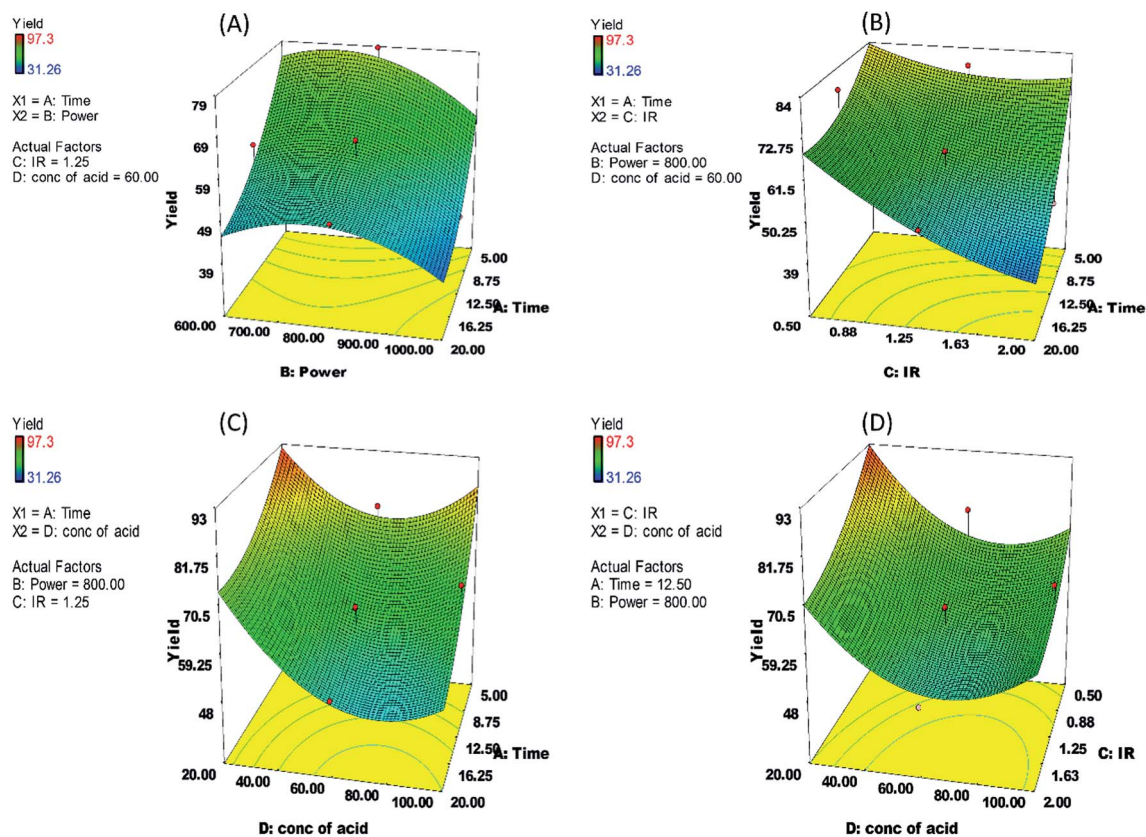 (A)
Yield
97.3
31.26
X1 = A: Time
X2 = B: Power
Actual Factors
C: IR = 1.25
D: conc of acid = 60.00
79
69
59
49
39
Yield
600.00
700.00
800.00
900.00
1000.00
B: Power
5.00
8.75
12.50
16.25
20.00
A: Time
(B)
Yield
97.3
31.26
X1 = A: Time
X2 = C: IR
Actual Factors
B: Power = 800.00
D: conc of acid = 60.00
84
72.75
61.5
50.25
39
Yield
0.50
0.88
1.25
1.63
2.00
C: IR
5.00
8.75
12.50
16.25
20.00
A: Time
(C)
Yield
97.3
31.26
X1 = A: Time
X2 = D: conc of acid
Actual Factors
B: Power = 800.00
C: IR = 1.25
93
81.75
70.5
59.25
48
Yield
20.00
40.00
60.00
80.00
100.00
D: conc of acid
5.00
8.75
12.50
16.25
20.00
A: Time
(D)
Yield
97.3
31.26
X1 = C: IR
X2 = D: conc of acid
Actual Factors
A: Time = 12.50
B: Power = 800.00
93
81.75
70.5
59.25
48
Yield
20.00
40.00
60.00
80.00
100.00
D: conc of acid
0.50
0.88
1.25
1.63
2.00
C: IR